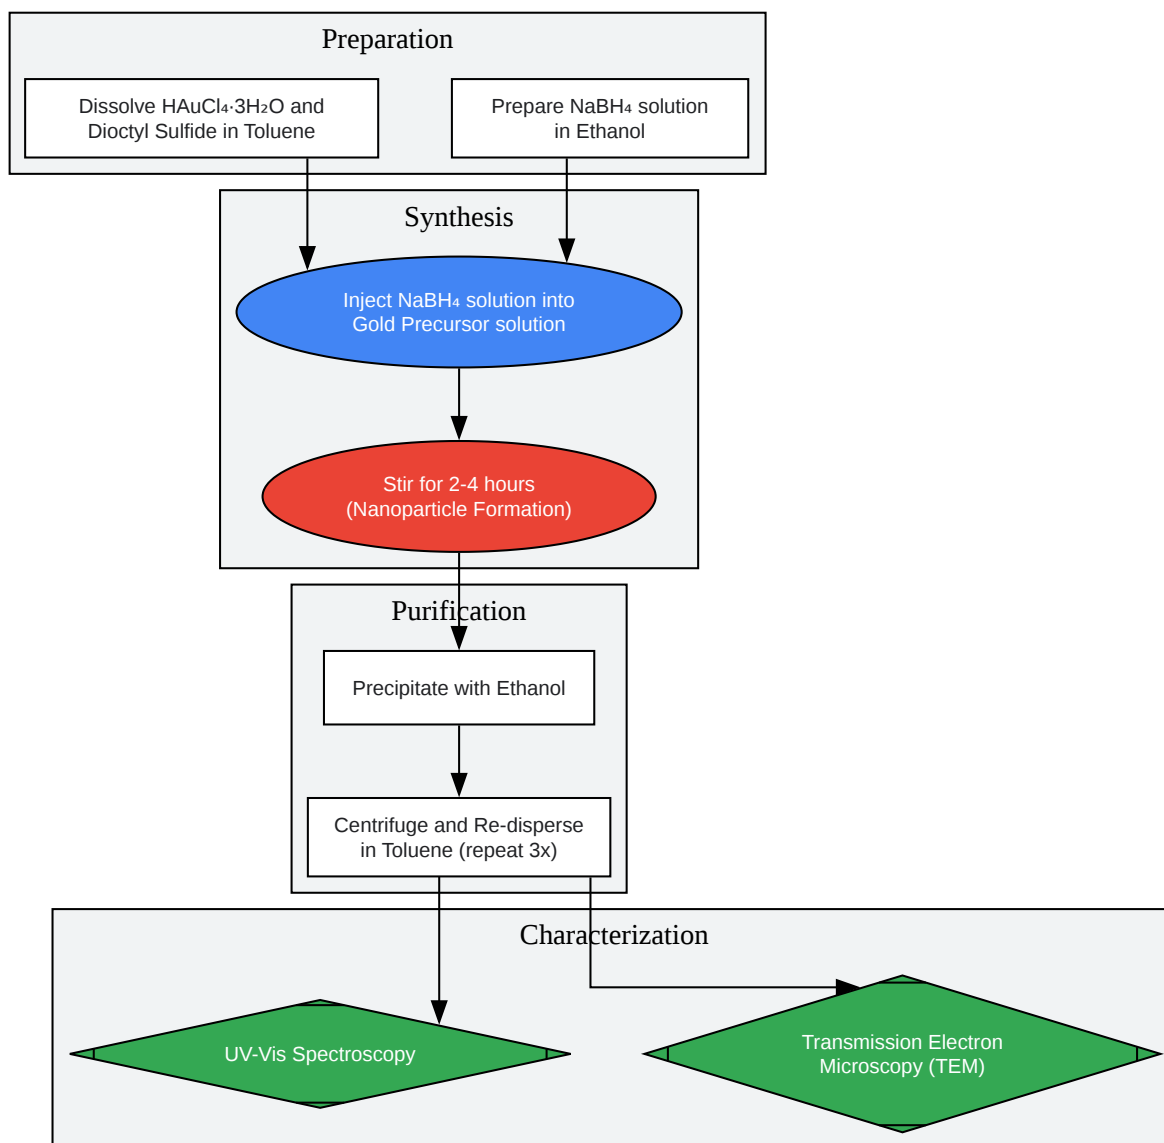 Preparation
Dissolve HAuCl₄·3H₂O and
Dioctyl Sulfide in Toluene
Prepare NaBH₄ solution
in Ethanol
Synthesis
Inject NaBH₄ solution into
Gold Precursor solution
Stir for 2-4 hours
(Nanoparticle Formation)
Purification
Precipitate with Ethanol
Centrifuge and Re-disperse
in Toluene (repeat 3x)
Characterization
UV-Vis Spectroscopy
Transmission Electron
Microscopy (TEM)